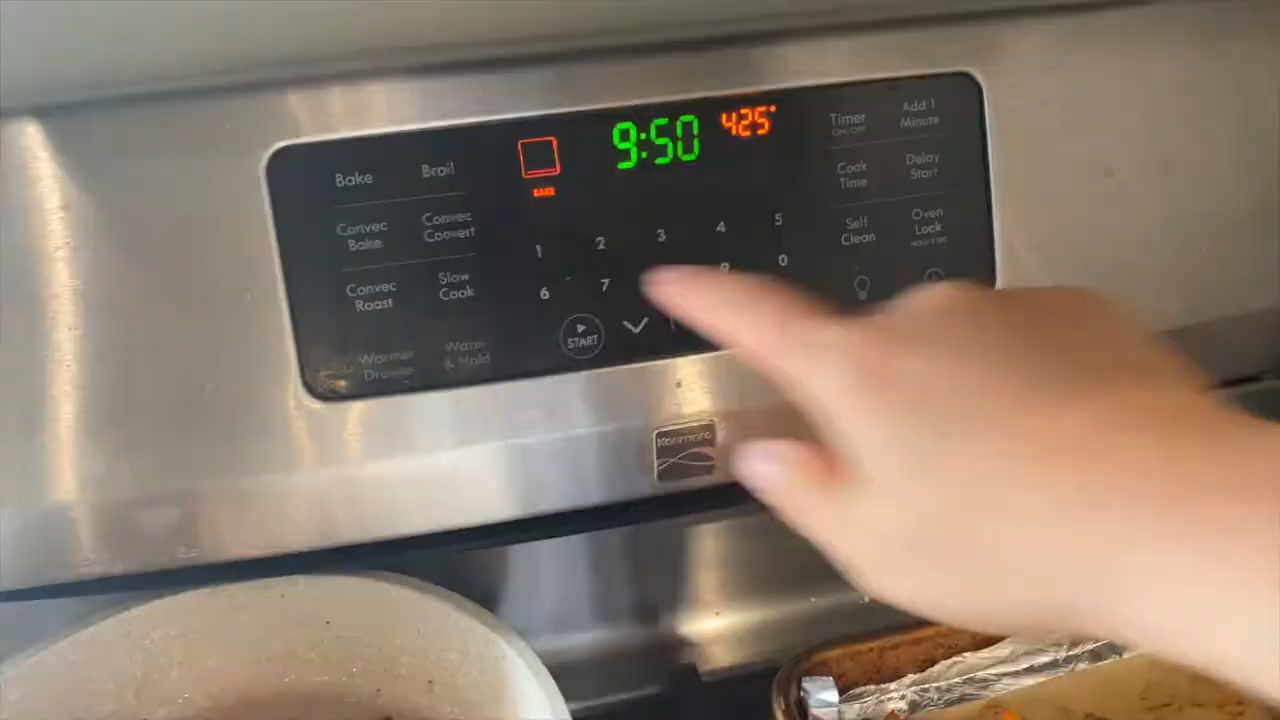 Bake
Broil
BAKE
9:50
425°
Timer
ON/OFF
Add 1
Minute
Convec
Bake
Convec
Convert
Cook
Time
Delay
Start
1 2 3 4 5
Convec
Roast
Slow
Cook
Self
Clean
Oven
Lock
6 7 0
START
Warmer
Drawer
Warm
& Hold
Kenmore